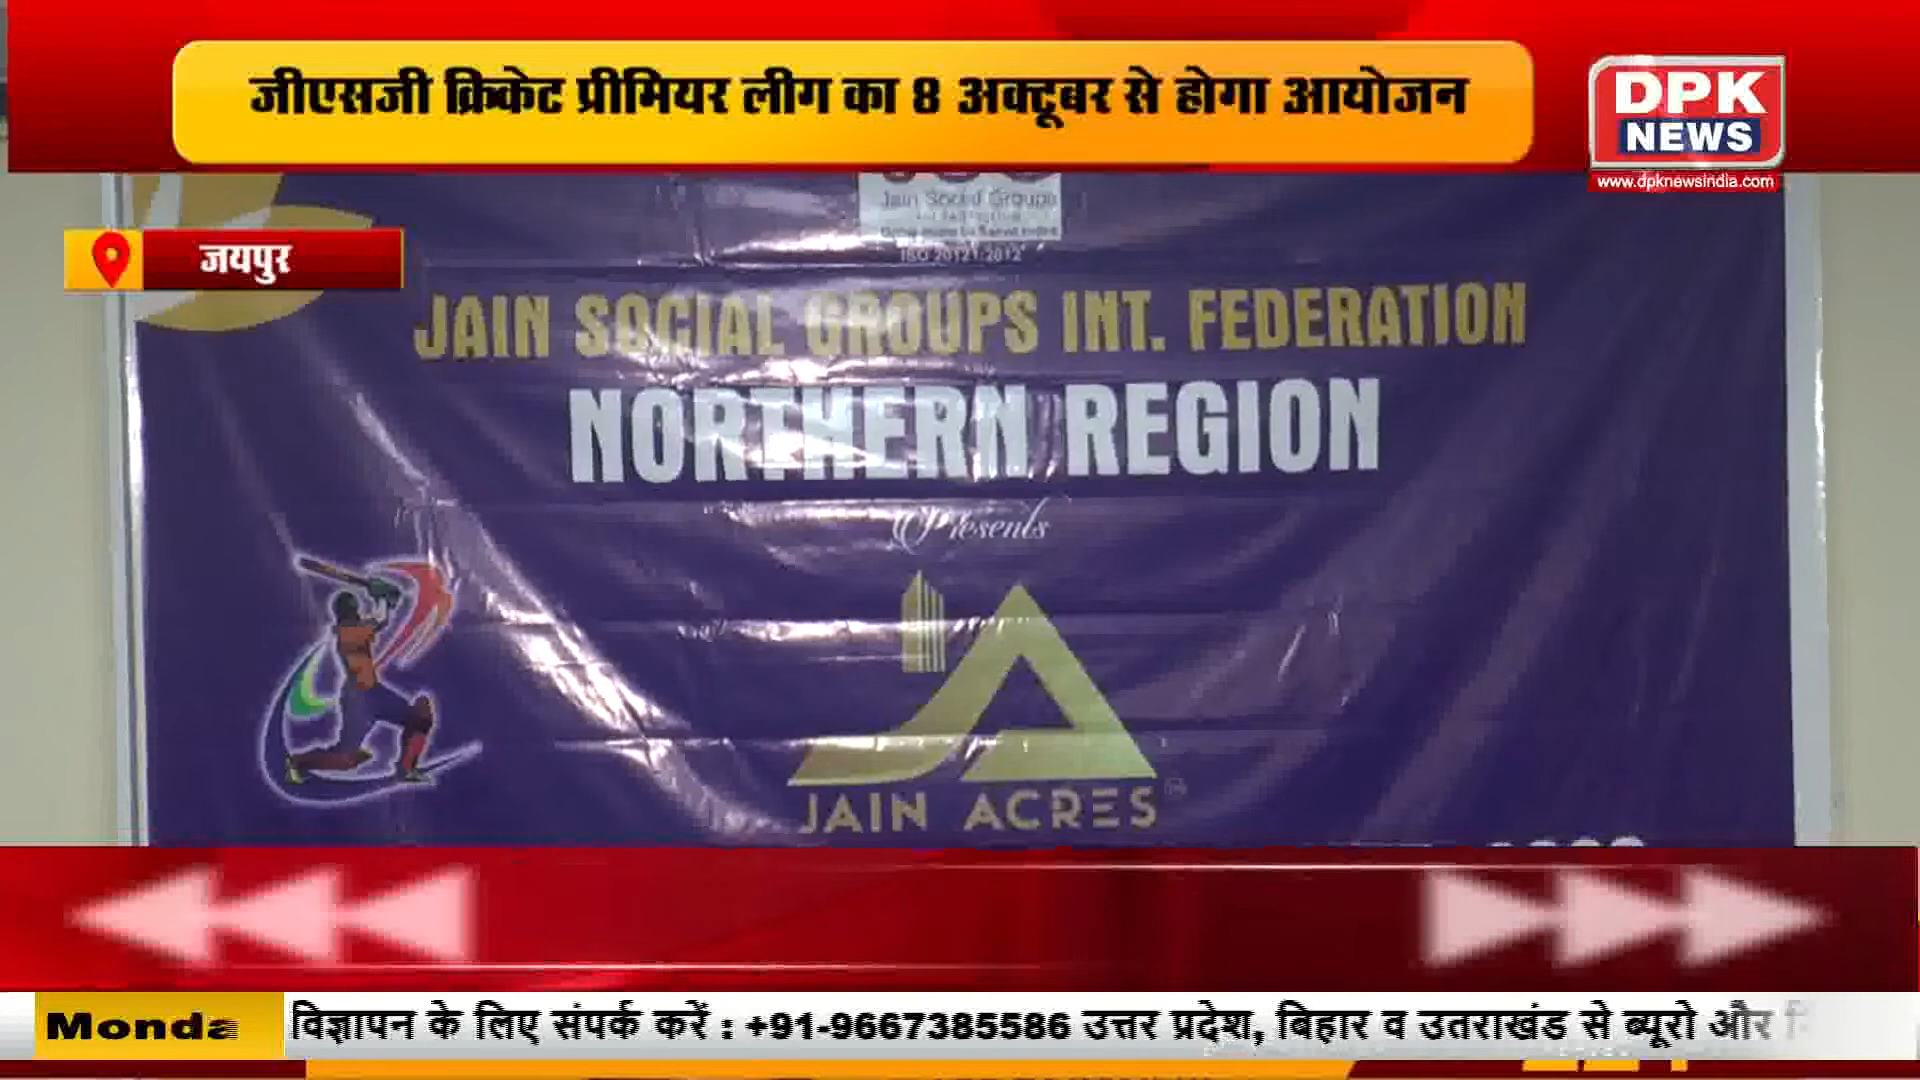 जीएसजी क्रिकेट प्रीमियर लीग का 8 अक्टूबर से होगा आयोजन
DPK
NEWS
www.dpknewsindia.com
जयपुर
Jain Social Groups
ISO 20121:2012
JAIN SOCIAL GROUPS INT. FEDERATION
NORTHERN REGION
Presents
JAIN ACRES
Monda
विज्ञापन के लिए संपर्क करें : +91-9667385586 उत्तर प्रदेश, बिहार व उतराखंड से ब्यूरो और